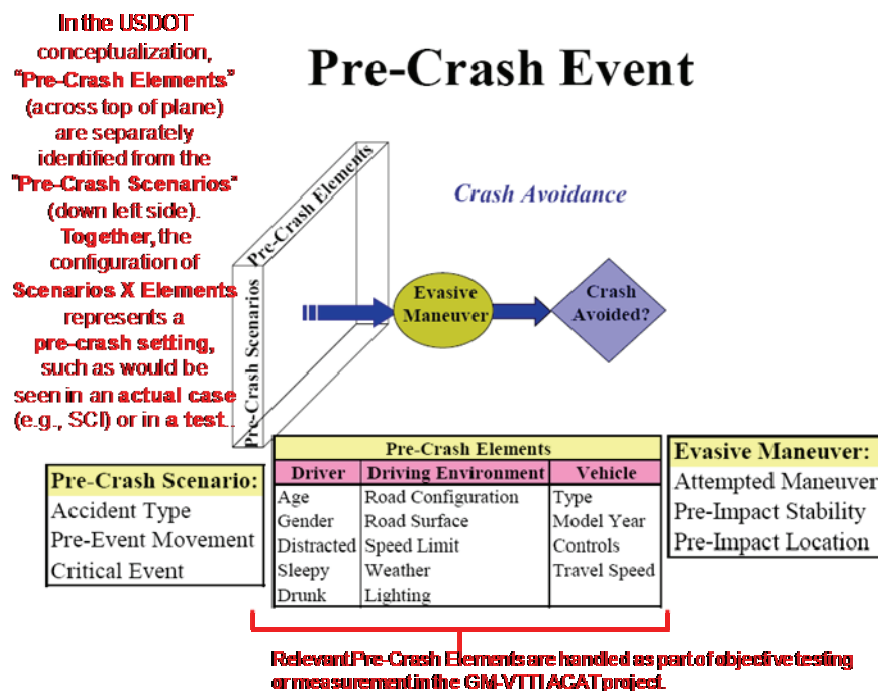 In the USDOT
conceptualization,
"Pre-Crash Elements"
(across top of plane)
are separately
identified from the
"Pre-Crash Scenarios"
(down left side).
Together, the
configuration of
Scenarios X Elements
represents a
pre-crash setting,
such as would be
seen in an actual case
(e.g., SCI) or in a test.
Pre-Crash Event
Pre-Crash Elements
Pre-Crash Scenarios
Crash Avoidance
Evasive
Maneuver
Crash
Avoided?
Pre-Crash Scenario:
Accident Type
Pre-Event Movement
Critical Event
Pre-Crash Elements
Driver Driving Environment Vehicle
Age Road Configuration Type
Gender Road Surface Model Year
Distracted Speed Limit Controls
Sleepy Weather Travel Speed
Drunk Lighting
Evasive Maneuver:
Attempted Maneuver
Pre-Impact Stability
Pre-Impact Location
Relevant Pre-Crash Elements are handled as part of objective testing
or measurement in the GM-VTTI ACAT project.